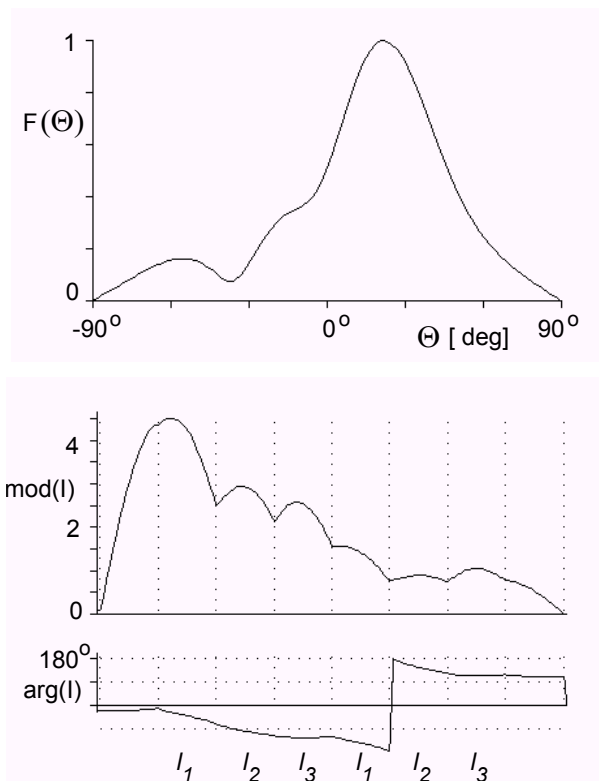 1
F(Θ)
0
-90° 0° Θ [ deg] 90°
4
mod(I)
2
0
180°
arg(I)
l₁ l₂ l₃ l₁ l₂ l₃